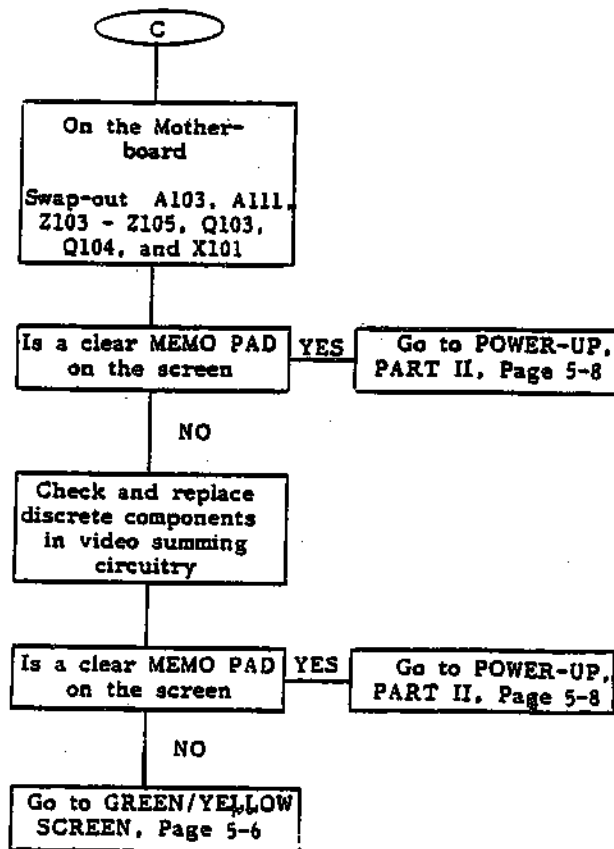 C
On the Mother-
board
Swap-out A103, A111,
Z103 - Z105, Q103,
Q104, and X101
Is a clear MEMO PAD
on the screen
YES
Go to POWER-UP,
PART II, Page 5-8
NO
Check and replace
discrete components
in video summing
circuitry
Is a clear MEMO PAD
on the screen
YES
Go to POWER-UP,
PART II, Page 5-8
NO
Go to GREEN/YELLOW
SCREEN, Page 5-6